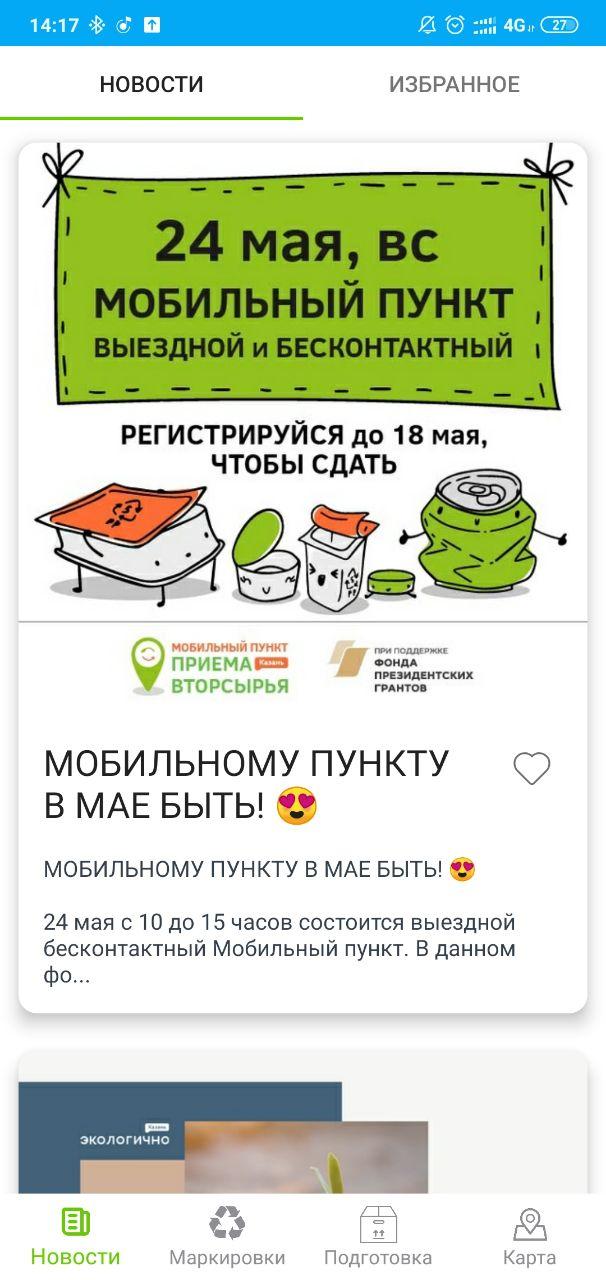 14:17
4G
27
НОВОСТИ
ИЗБРАННОЕ
24 мая, вс
МОБИЛЬНЫЙ ПУНКТ
ВЫЕЗДНОЙ и БЕСКОНТАКТНЫЙ
РЕГИСТРИРУЙСЯ до 18 мая,
ЧТОБЫ СДАТЬ
МОБИЛЬНЫЙ ПУНКТ
ПРИЕМА Казань
ВТОРСЫРЬЯ
ПРИ ПОДДЕРЖКЕ
ФОНДА
ПРЕЗИДЕНТСКИХ
ГРАНТОВ
МОБИЛЬНОМУ ПУНКТУ
В МАЕ БЫТЬ! 😍
МОБИЛЬНОМУ ПУНКТУ В МАЕ БЫТЬ! 😍
24 мая с 10 до 15 часов состоится выездной
бесконтактный Мобильный пункт. В данном
фо...
Казань
экологично
Новости
Маркировки
Подготовка
Карта